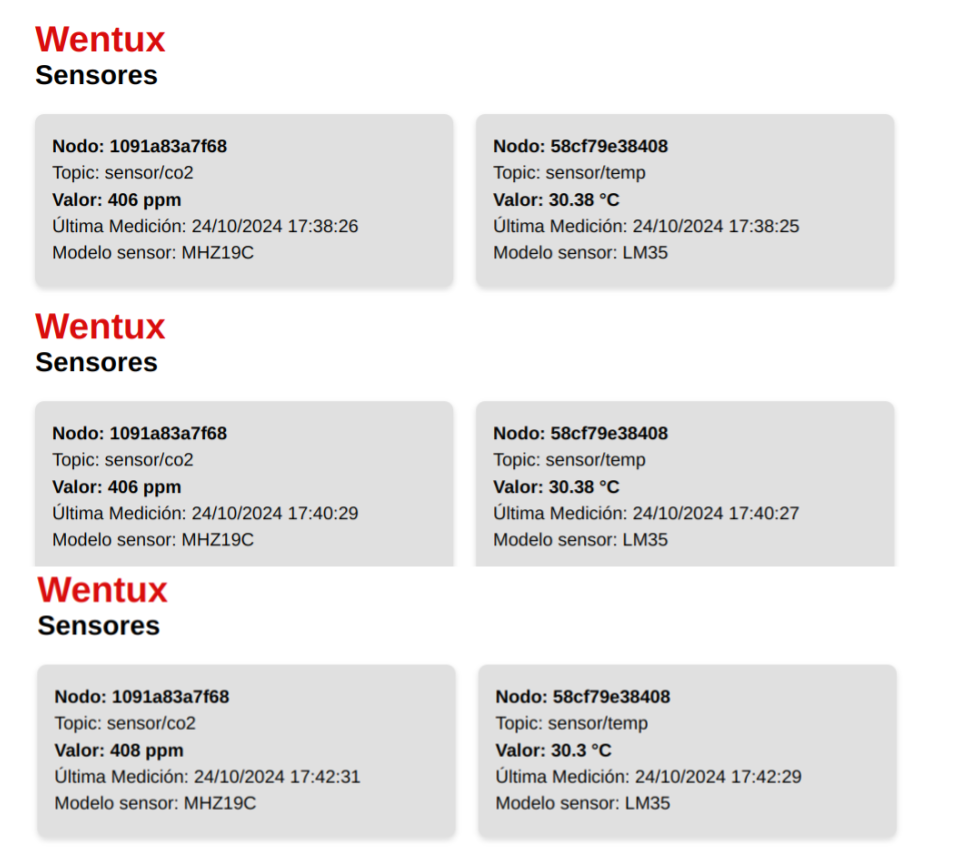 Wentux
Sensores
Nodo: 1091a83a7f68
Topic: sensor/co2
Valor: 406 ppm
Última Medición: 24/10/2024 17:38:26
Modelo sensor: MHZ19C
Nodo: 58cf79e38408
Topic: sensor/temp
Valor: 30.38 °C
Última Medición: 24/10/2024 17:38:25
Modelo sensor: LM35
Wentux
Sensores
Nodo: 1091a83a7f68
Topic: sensor/co2
Valor: 406 ppm
Última Medición: 24/10/2024 17:40:29
Modelo sensor: MHZ19C
Nodo: 58cf79e38408
Topic: sensor/temp
Valor: 30.38 °C
Última Medición: 24/10/2024 17:40:27
Modelo sensor: LM35
Wentux
Sensores
Nodo: 1091a83a7f68
Topic: sensor/co2
Valor: 408 ppm
Última Medición: 24/10/2024 17:42:31
Modelo sensor: MHZ19C
Nodo: 58cf79e38408
Topic: sensor/temp
Valor: 30.3 °C
Última Medición: 24/10/2024 17:42:29
Modelo sensor: LM35